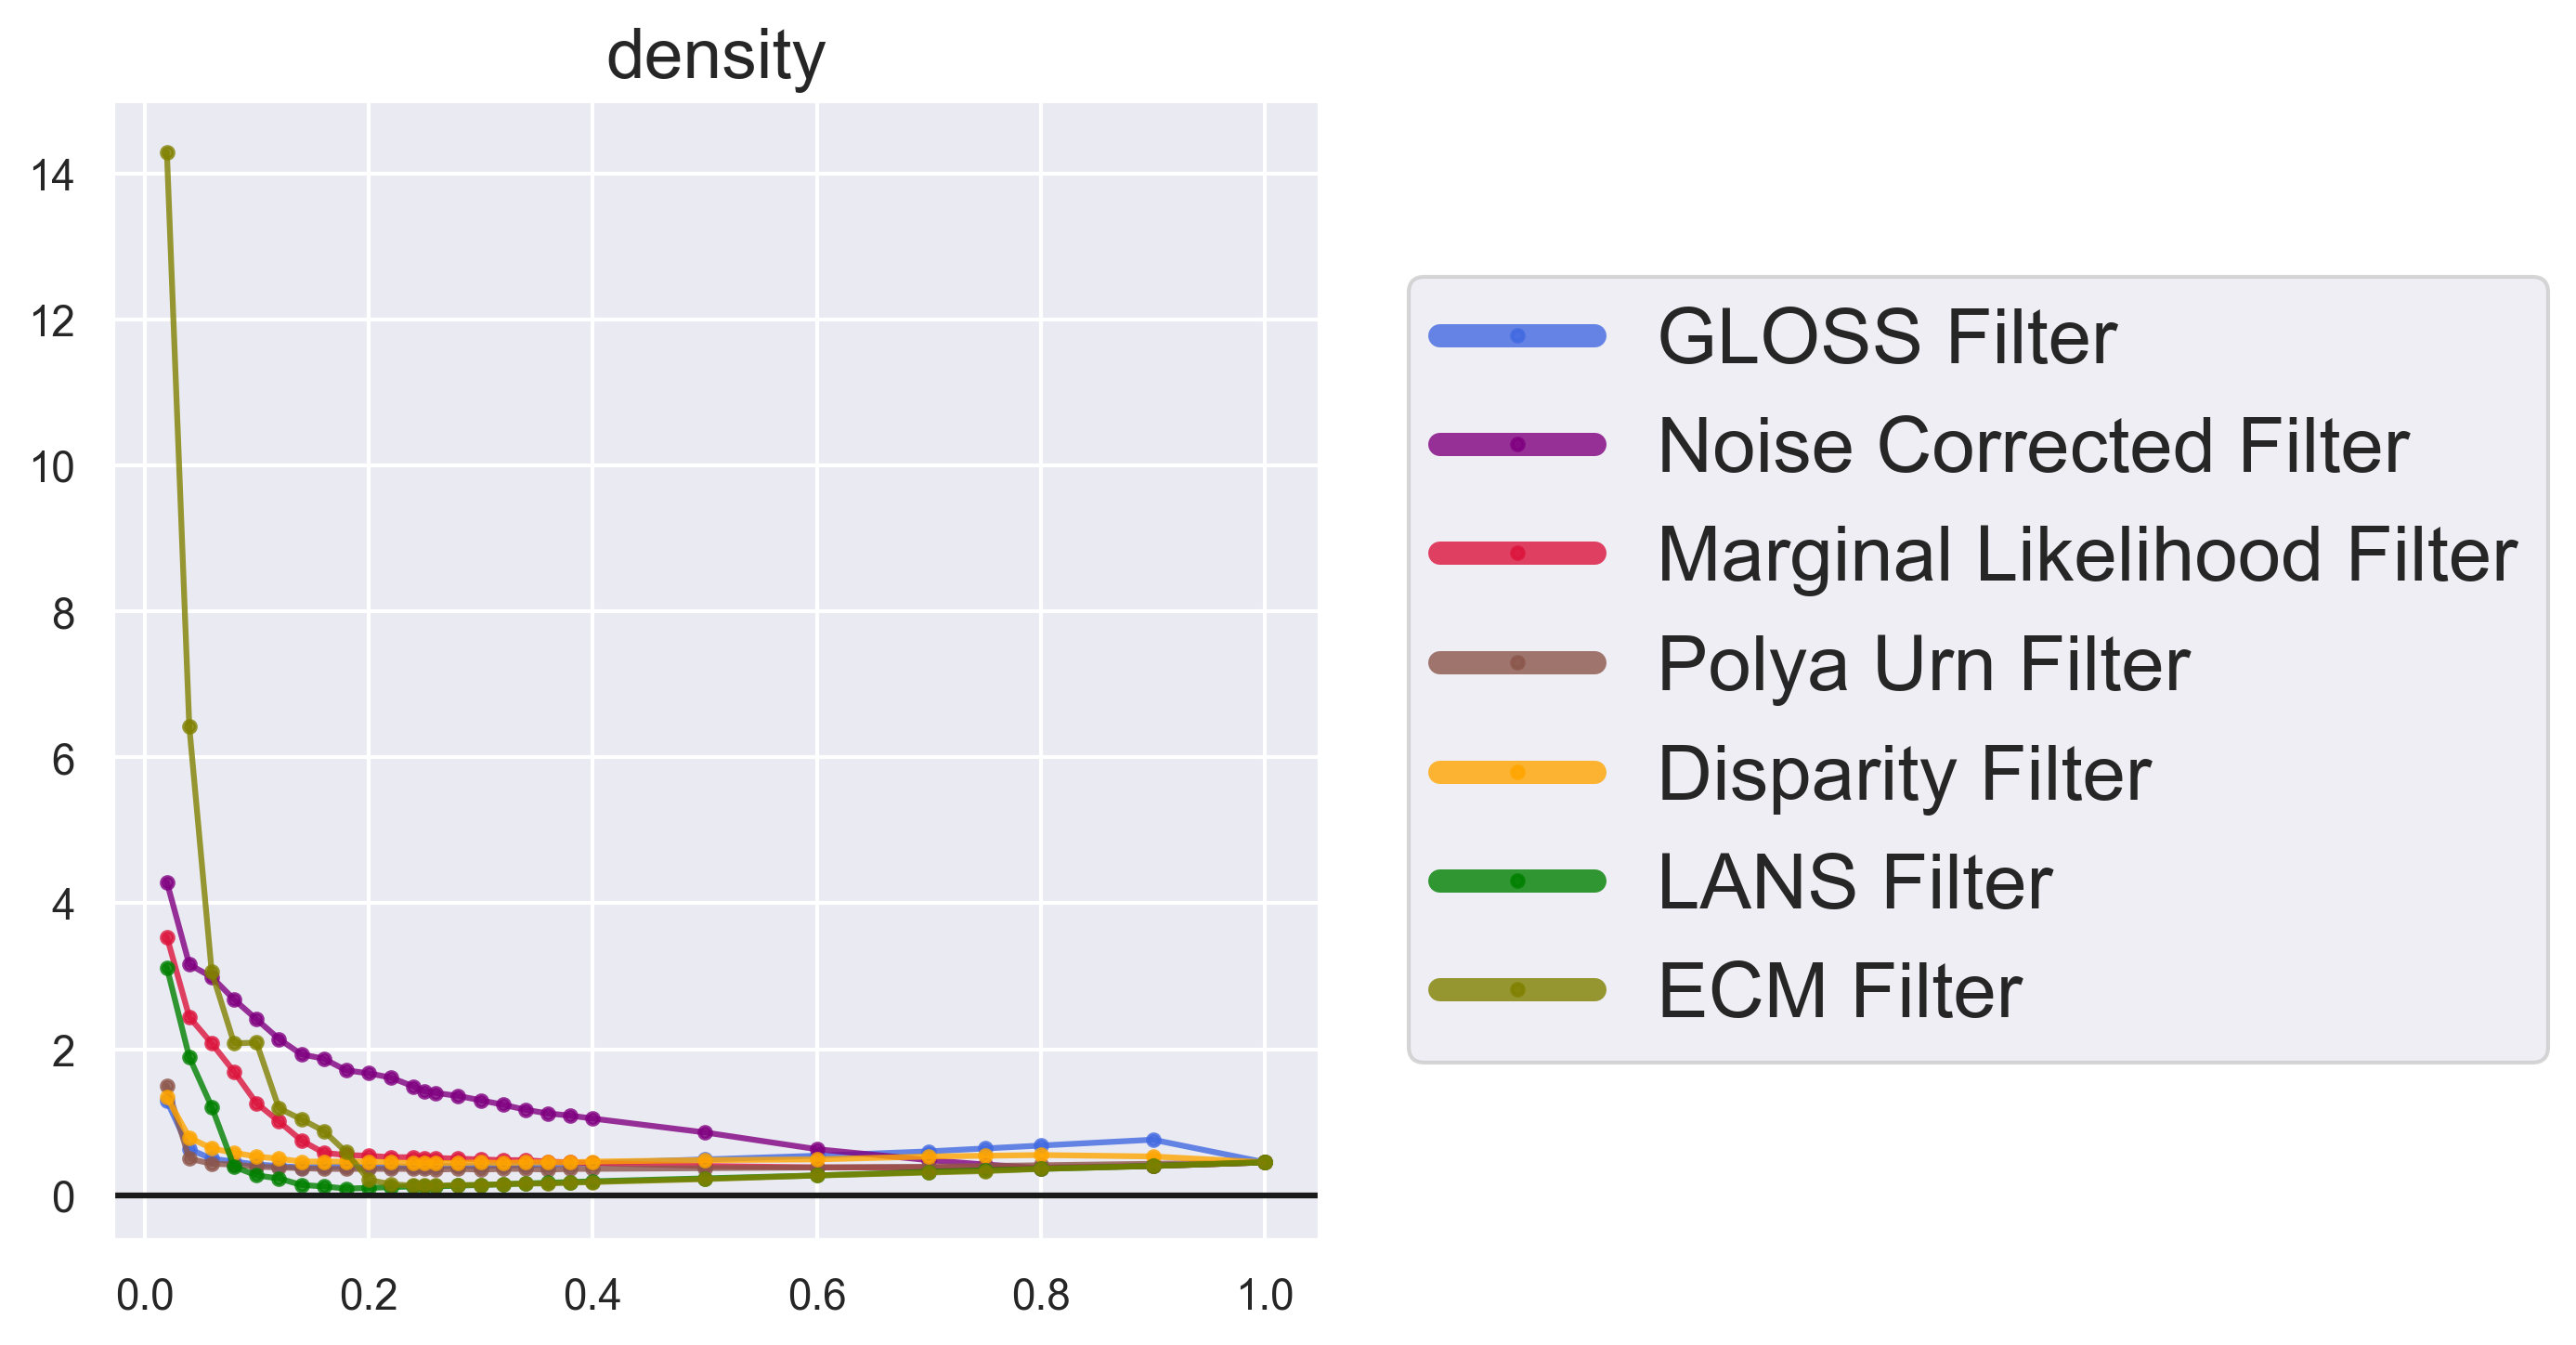 density
14
12
10
8
6
4
2
0
0.0 0.2 0.4 0.6 0.8 1.0
GLOSS Filter
Noise Corrected Filter
Marginal Likelihood Filter
Polya Urn Filter
Disparity Filter
LANS Filter
ECM Filter